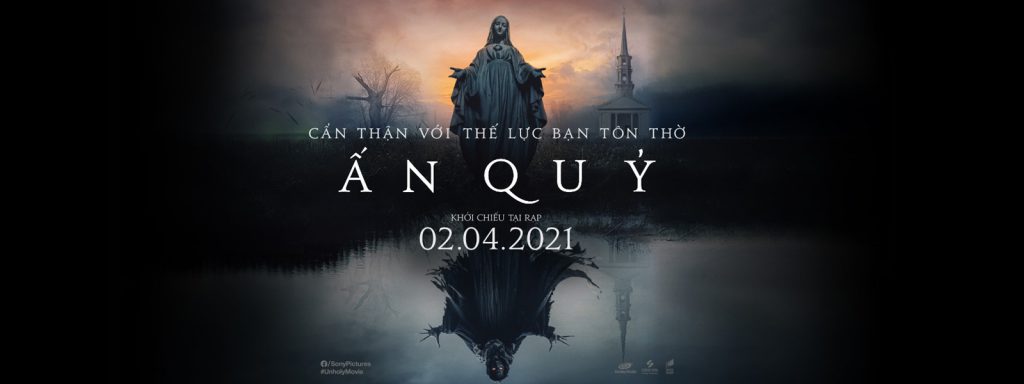 CẨN THẬN VỚI THẾ LỰC BẠN TÔN THỜ
ẤN QUỶ
KHỞI CHIẾU TẠI RẠP
02.04.2021
/SonyPictures
#UnholyMovie